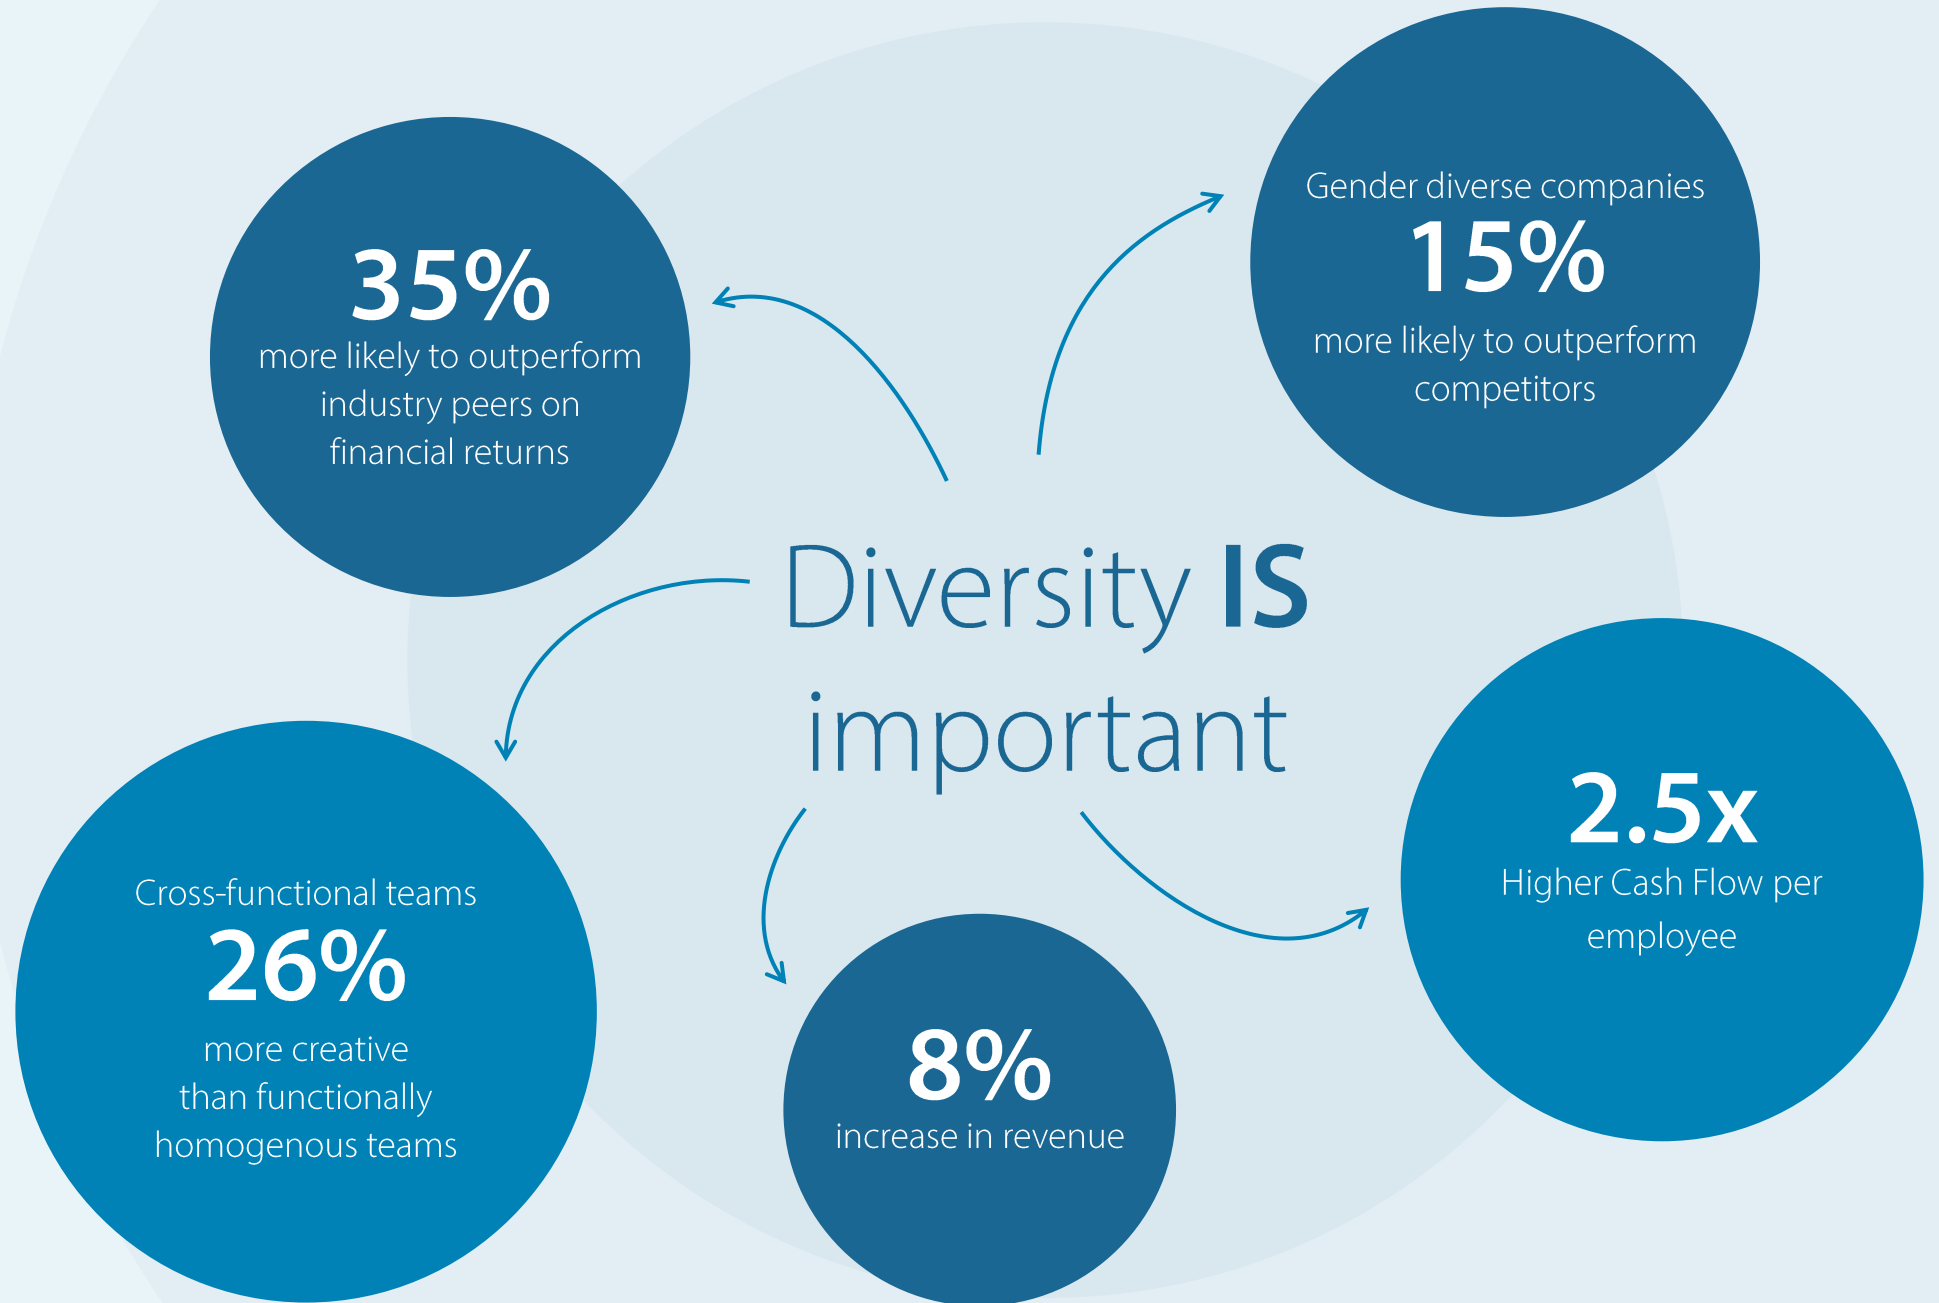 35%
more likely to outperform
industry peers on
financial returns
Gender diverse companies
15%
more likely to outperform
competitors
Diversity IS
important
Cross-functional teams
26%
more creative
than functionally
homogenous teams
8%
increase in revenue
2.5x
Higher Cash Flow per
employee